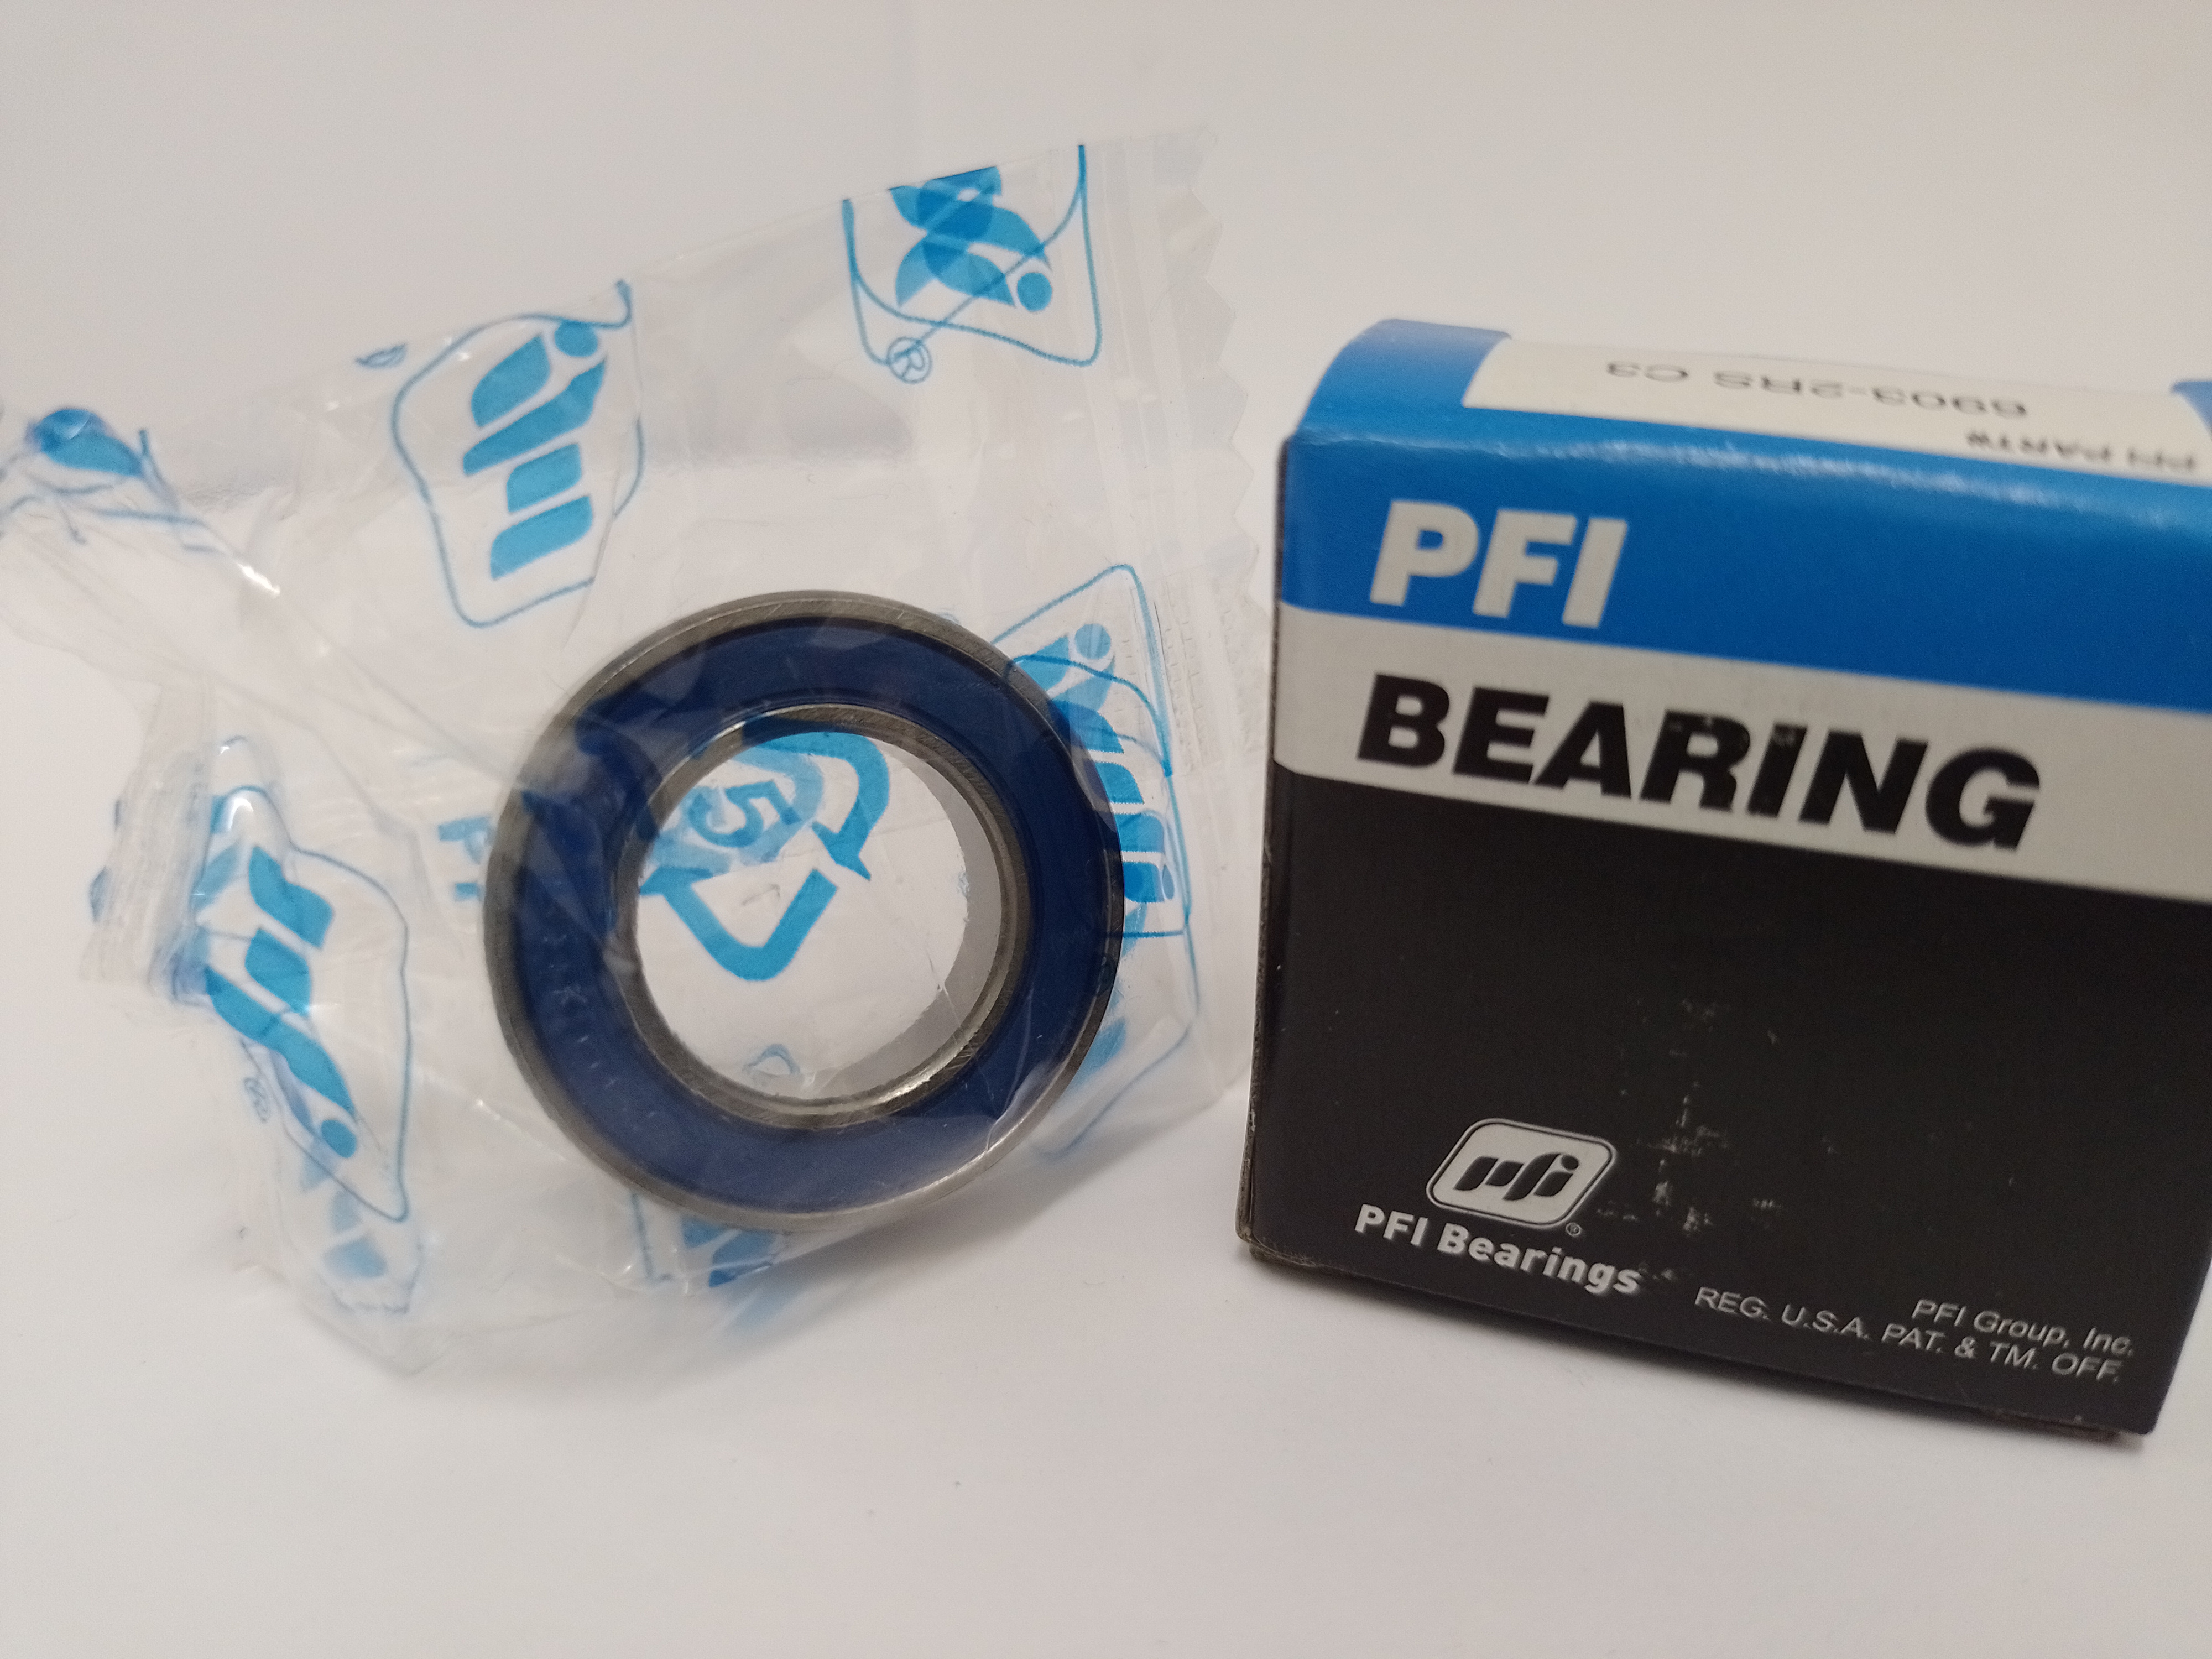 PFI PART#
6903-2RS C3
PFI
BEARING
pfi
®
PFI Bearings
PFI Group, Inc.
REG. U.S.A. PAT. & TM. OFF.
pfi
®
pfi
5
pfi
pfi